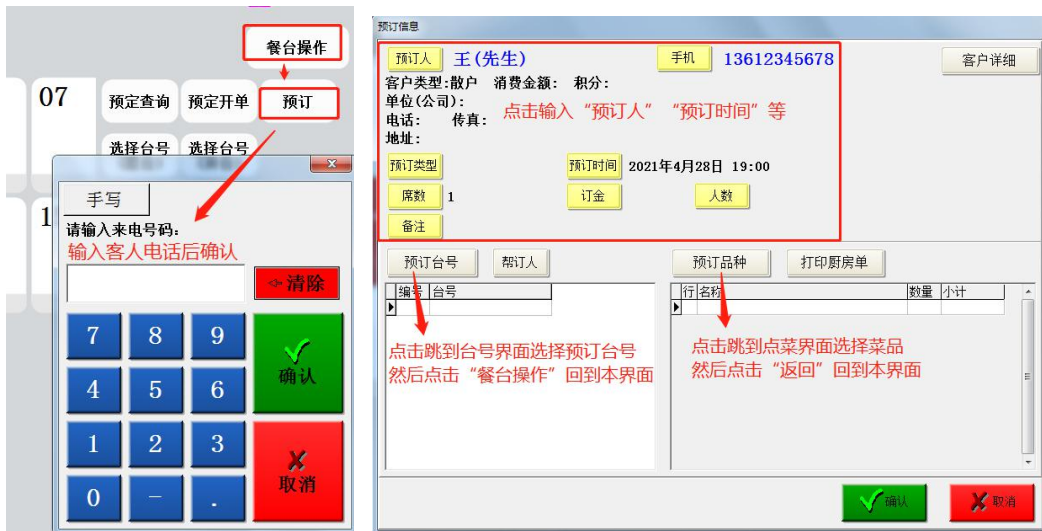 餐台操作
07
预定查询 预定开单 预订
选择台号 选择台号
手写
1
请输入来电号码:
输入客人电话后确认
清除
7 8 9
确认
4 5 6
1 2 3
取消
0 － .
预订信息
预订人 王(先生) 手机 13612345678 客户详细
客户类型:散户 消费金额: 积分:
单位(公司):
点击输入“预订人”“预订时间”等
电话: 传真:
地址:
预订类型 预订时间 2021年4月28日 19:00
席数 1 订金 人数
备注
预订台号 帮订人 预订品种 打印厨房单
编号 台号 行 名称 数量 小计
点击跳到台号界面选择预订台号
然后点击“餐台操作”回到本界面
点击跳到点菜界面选择菜品
然后点击“返回”回到本界面
确认 取消